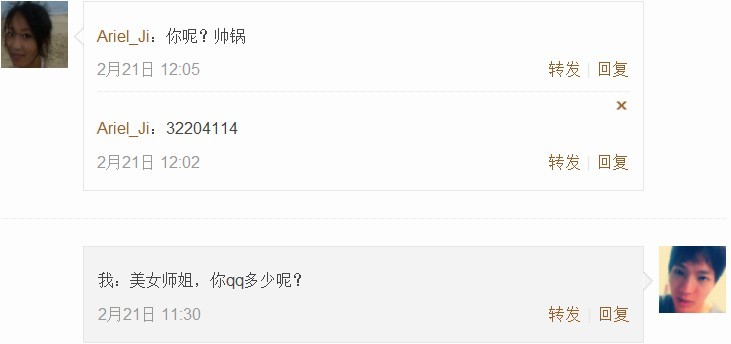 Ariel_Ji：你呢？帅锅
2月21日 12:05 转发 | 回复
Ariel_Ji：32204114
2月21日 12:02 转发 | 回复
我：美女师姐，你qq多少呢？
2月21日 11:30 转发 | 回复